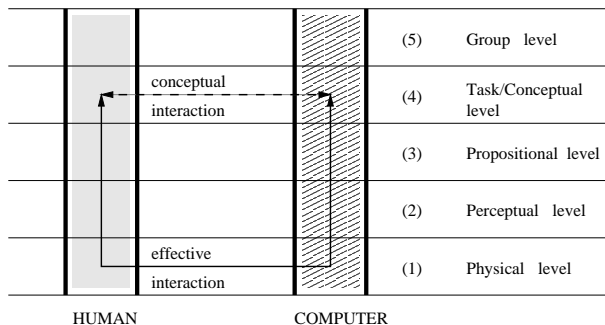 (5) Group level
conceptual
interaction
(4) Task/Conceptual
level
(3) Propositional level
(2) Perceptual level
effective
interaction
(1) Physical level
HUMAN COMPUTER